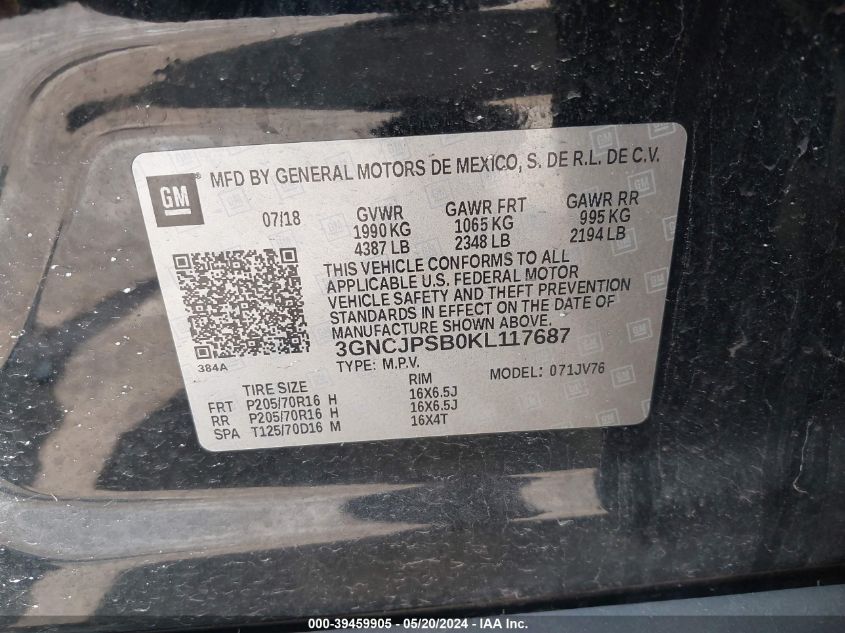 GM
MFD BY GENERAL MOTORS DE MEXICO, S. DE R.L. DE C.V.
07/18 GVWR GAWR FRT GAWR RR
1990 KG 1065 KG 995 KG
4387 LB 2348 LB 2194 LB
THIS VEHICLE CONFORMS TO ALL
APPLICABLE U.S. FEDERAL MOTOR
VEHICLE SAFETY AND THEFT PREVENTION
STANDARDS IN EFFECT ON THE DATE OF
MANUFACTURE SHOWN ABOVE.
384A
3GNCJPSB0KL117687
TYPE: M.P.V. MODEL: 071JV76
TIRE SIZE RIM
FRT P205/70R16 H 16X6.5J
RR P205/70R16 H 16X6.5J
SPA T125/70D16 M 16X4T
000-39459905 - 05/20/2024 - IAA Inc.